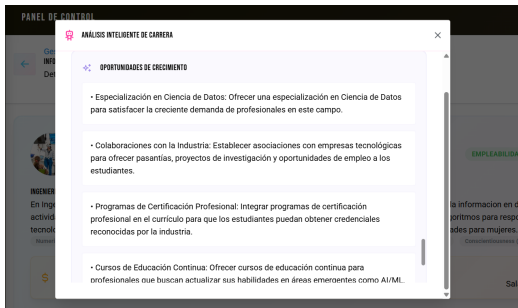 PANEL DE CONTROL
ANÁLISIS INTELIGENTE DE CARRERA
OPORTUNIDADES DE CRECIMIENTO
• Especialización en Ciencia de Datos: Ofrecer una especialización en Ciencia de Datos
para satisfacer la creciente demanda de profesionales en este campo.
• Colaboraciones con la Industria: Establecer asociaciones con empresas tecnológicas
para ofrecer pasantías, proyectos de investigación y oportunidades de empleo a los
estudiantes.
• Programas de Certificación Profesional: Integrar programas de certificación
profesional en el currículo para que los estudiantes puedan obtener credenciales
reconocidas por la industria.
• Cursos de Educación Continua: Ofrecer cursos de educación continua para
profesionales que buscan actualizar sus habilidades en áreas emergentes como AI/ML.
EMPLEABILIDA
En Inge
la informacion en d
activid
goritmos para respo
tecnolo
ades para mujeres.
Sal